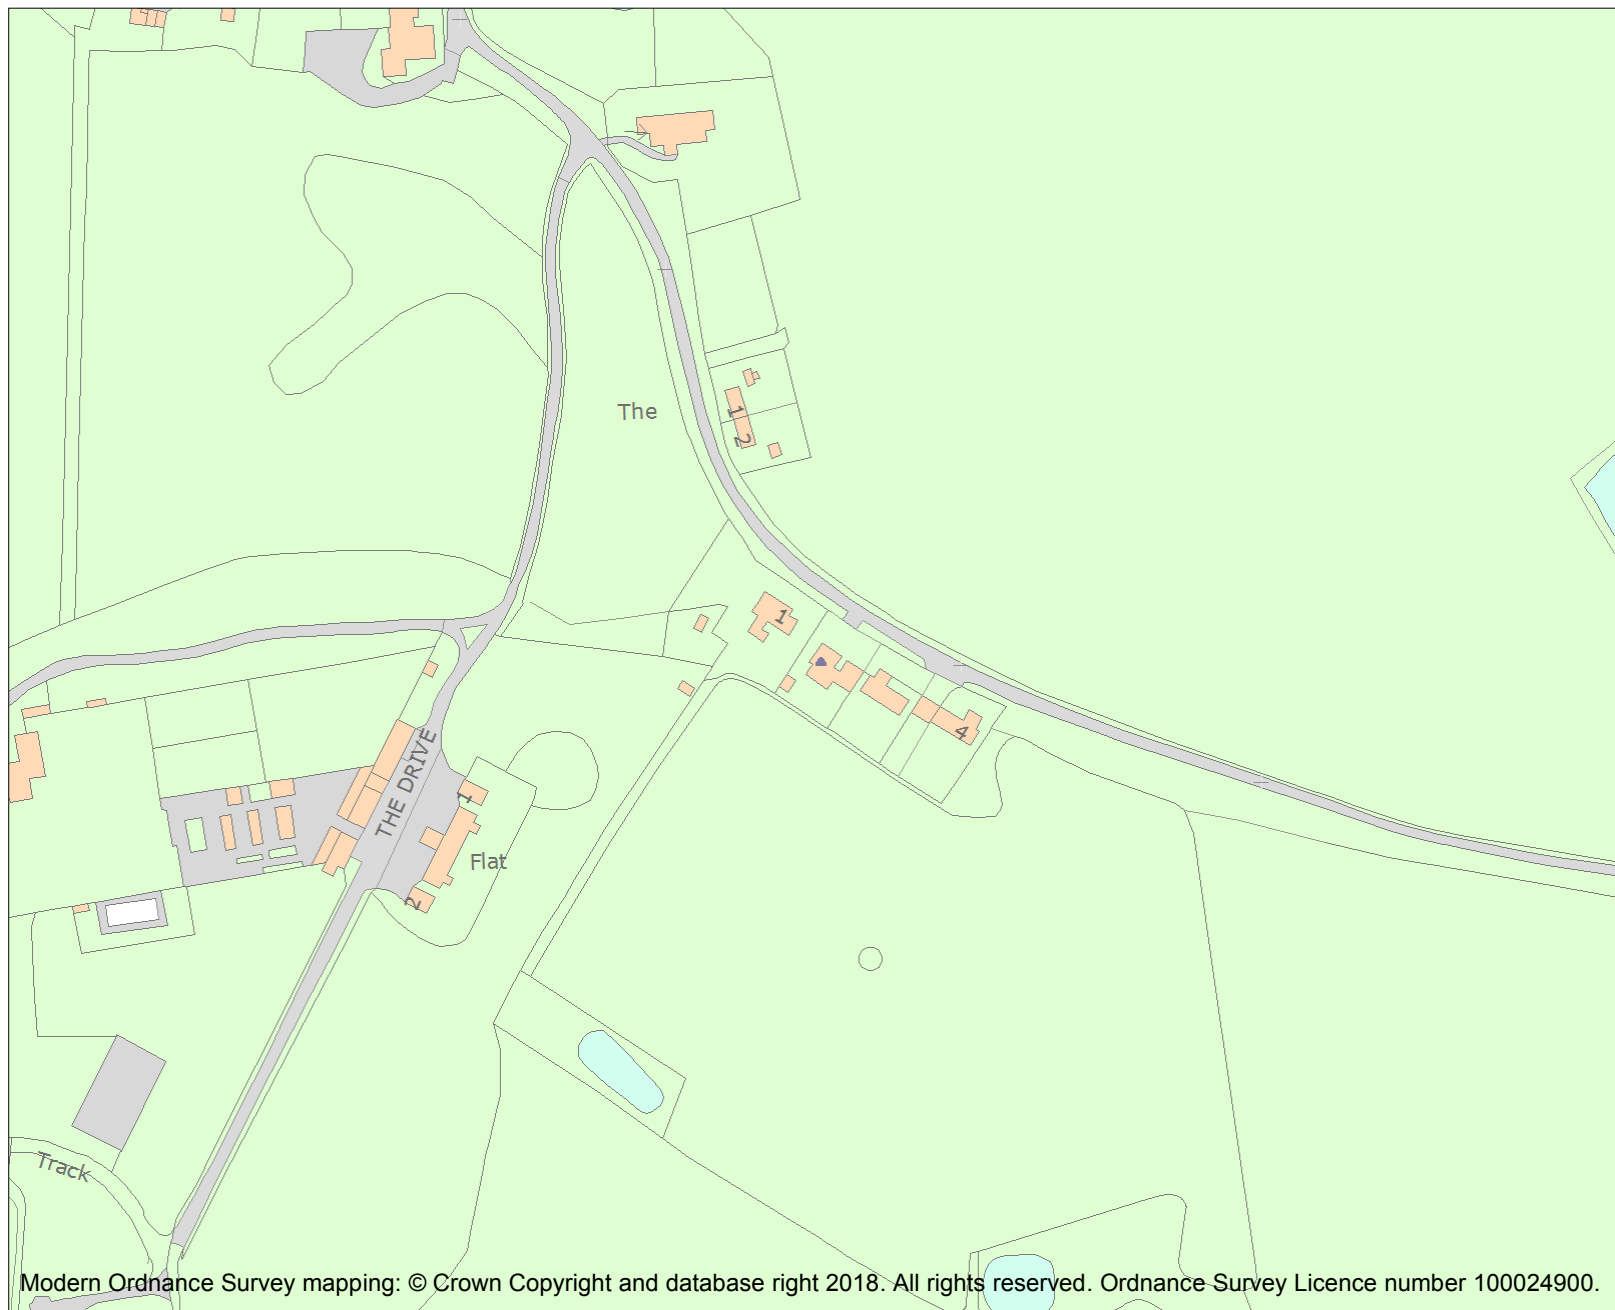 The
1
2
1
4
THE DRIVE
1
Flat
2
Track
Modern Ordnance Survey mapping: © Crown Copyright and database right 2018. All rights reserved. Ordnance Survey Licence number 100024900.